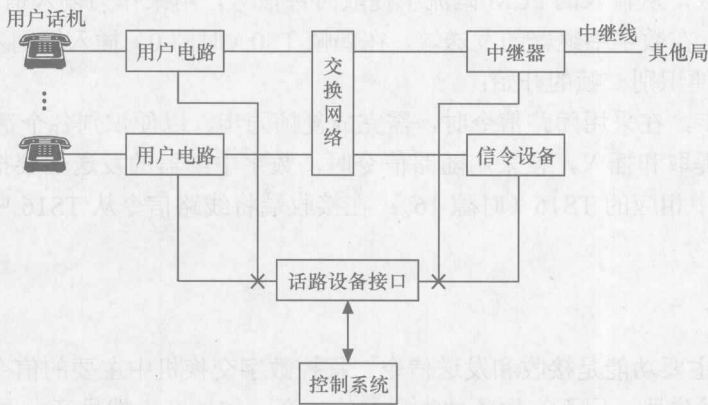 用户话机
用户电路
交换网络
中继器
中继线
其他局
用户电路
信令设备
话路设备接口
控制系统